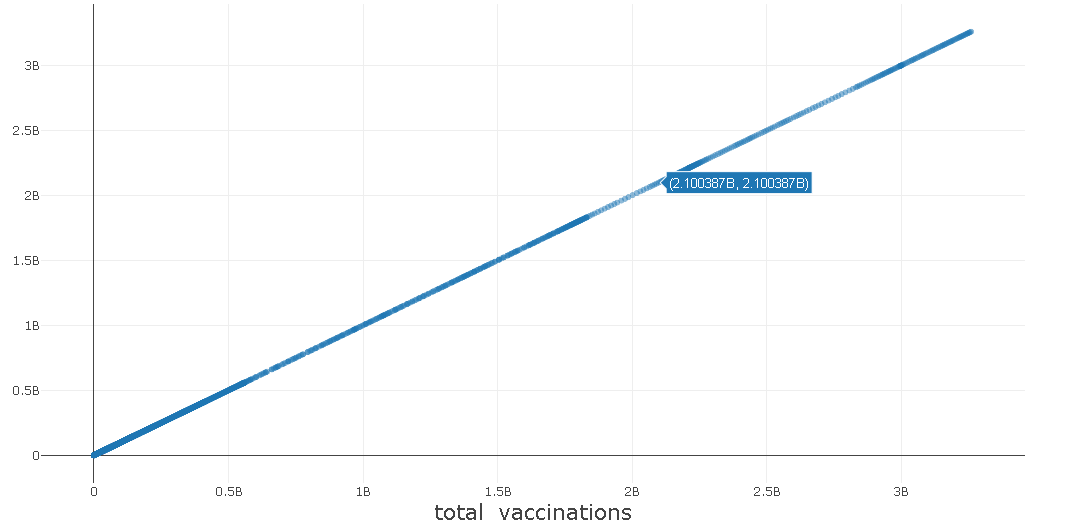 3B
2.5B
2B
(2.100387B, 2.100387B)
1.5B
1B
0.5B
0
0 0.5B 1B 1.5B 2B 2.5B 3B
total vaccinations